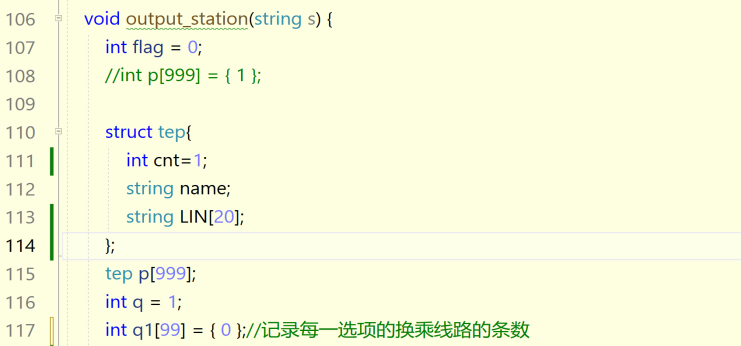 106 void output_station(string s) {
107 int flag = 0;
108 //int p[999] = { 1 };
109
110 struct tep{
111 int cnt=1;
112 string name;
113 string LIN[20];
114 };
115 tep p[999];
116 int q = 1;
117 int q1[99] = { 0 };//记录每一选项的换乘线路的条数